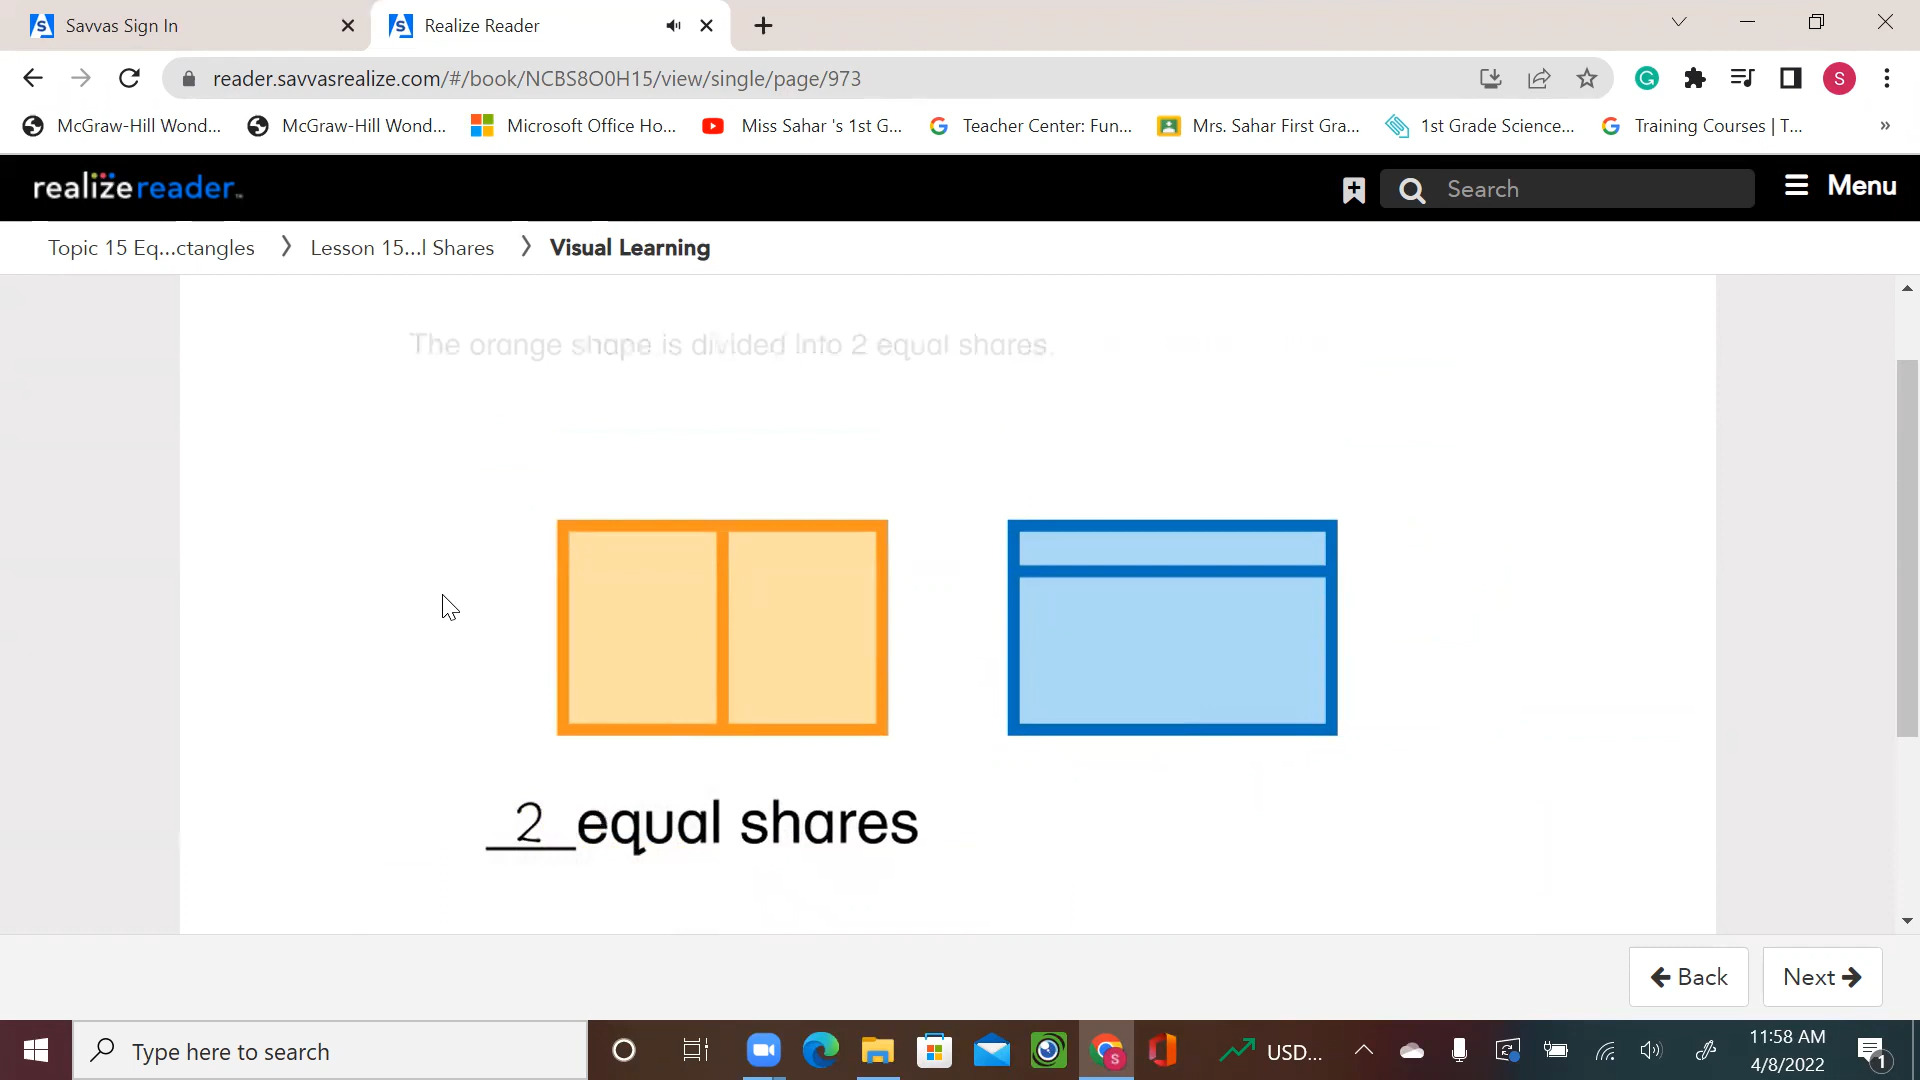 Savvas Sign In
Realize Reader
reader.savvasrealize.com/#/book/NCBS8O0H15/view/single/page/973
S
McGraw-Hill Wond... McGraw-Hill Wond... Microsoft Office Ho... Miss Sahar 's 1st G... Teacher Center: Fun... Mrs. Sahar First Gra... 1st Grade Science... Training Courses | T... »
realizereader™ Search Menu
Topic 15 Eq...ctangles > Lesson 15...l Shares > Visual Learning
The orange shape is divided into 2 equal shares.
2 equal shares
Back Next
Type here to search
USD...
11:58 AM
4/8/2022
1